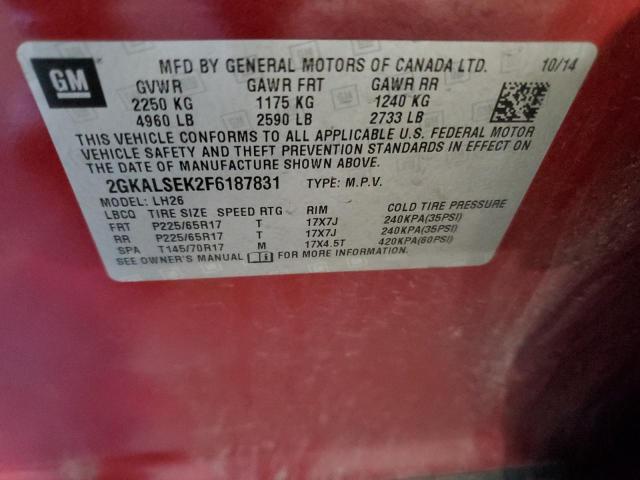 GM
MFD BY GENERAL MOTORS OF CANADA LTD. 10/14
GVWR GAWR FRT GAWR RR
2250 KG 1175 KG 1240 KG
4960 LB 2590 LB 2733 LB
THIS VEHICLE CONFORMS TO ALL APPLICABLE U.S. FEDERAL MOTOR
VEHICLE SAFETY AND THEFT PREVENTION STANDARDS IN EFFECT ON
THE DATE OF MANUFACTURE SHOWN ABOVE.
2GKALSEK2F6187831 TYPE: M.P.V.
MODEL: LH26
LBCQ TIRE SIZE SPEED RTG RIM COLD TIRE PRESSURE
FRT P225/65R17 T 17X7J 240KPA(35PSI)
RR P225/65R17 T 17X7J 240KPA(35PSI)
SPA T145/70R17 M 17X4.5T 420KPA(60PSI)
SEE OWNER'S MANUAL FOR MORE INFORMATION.